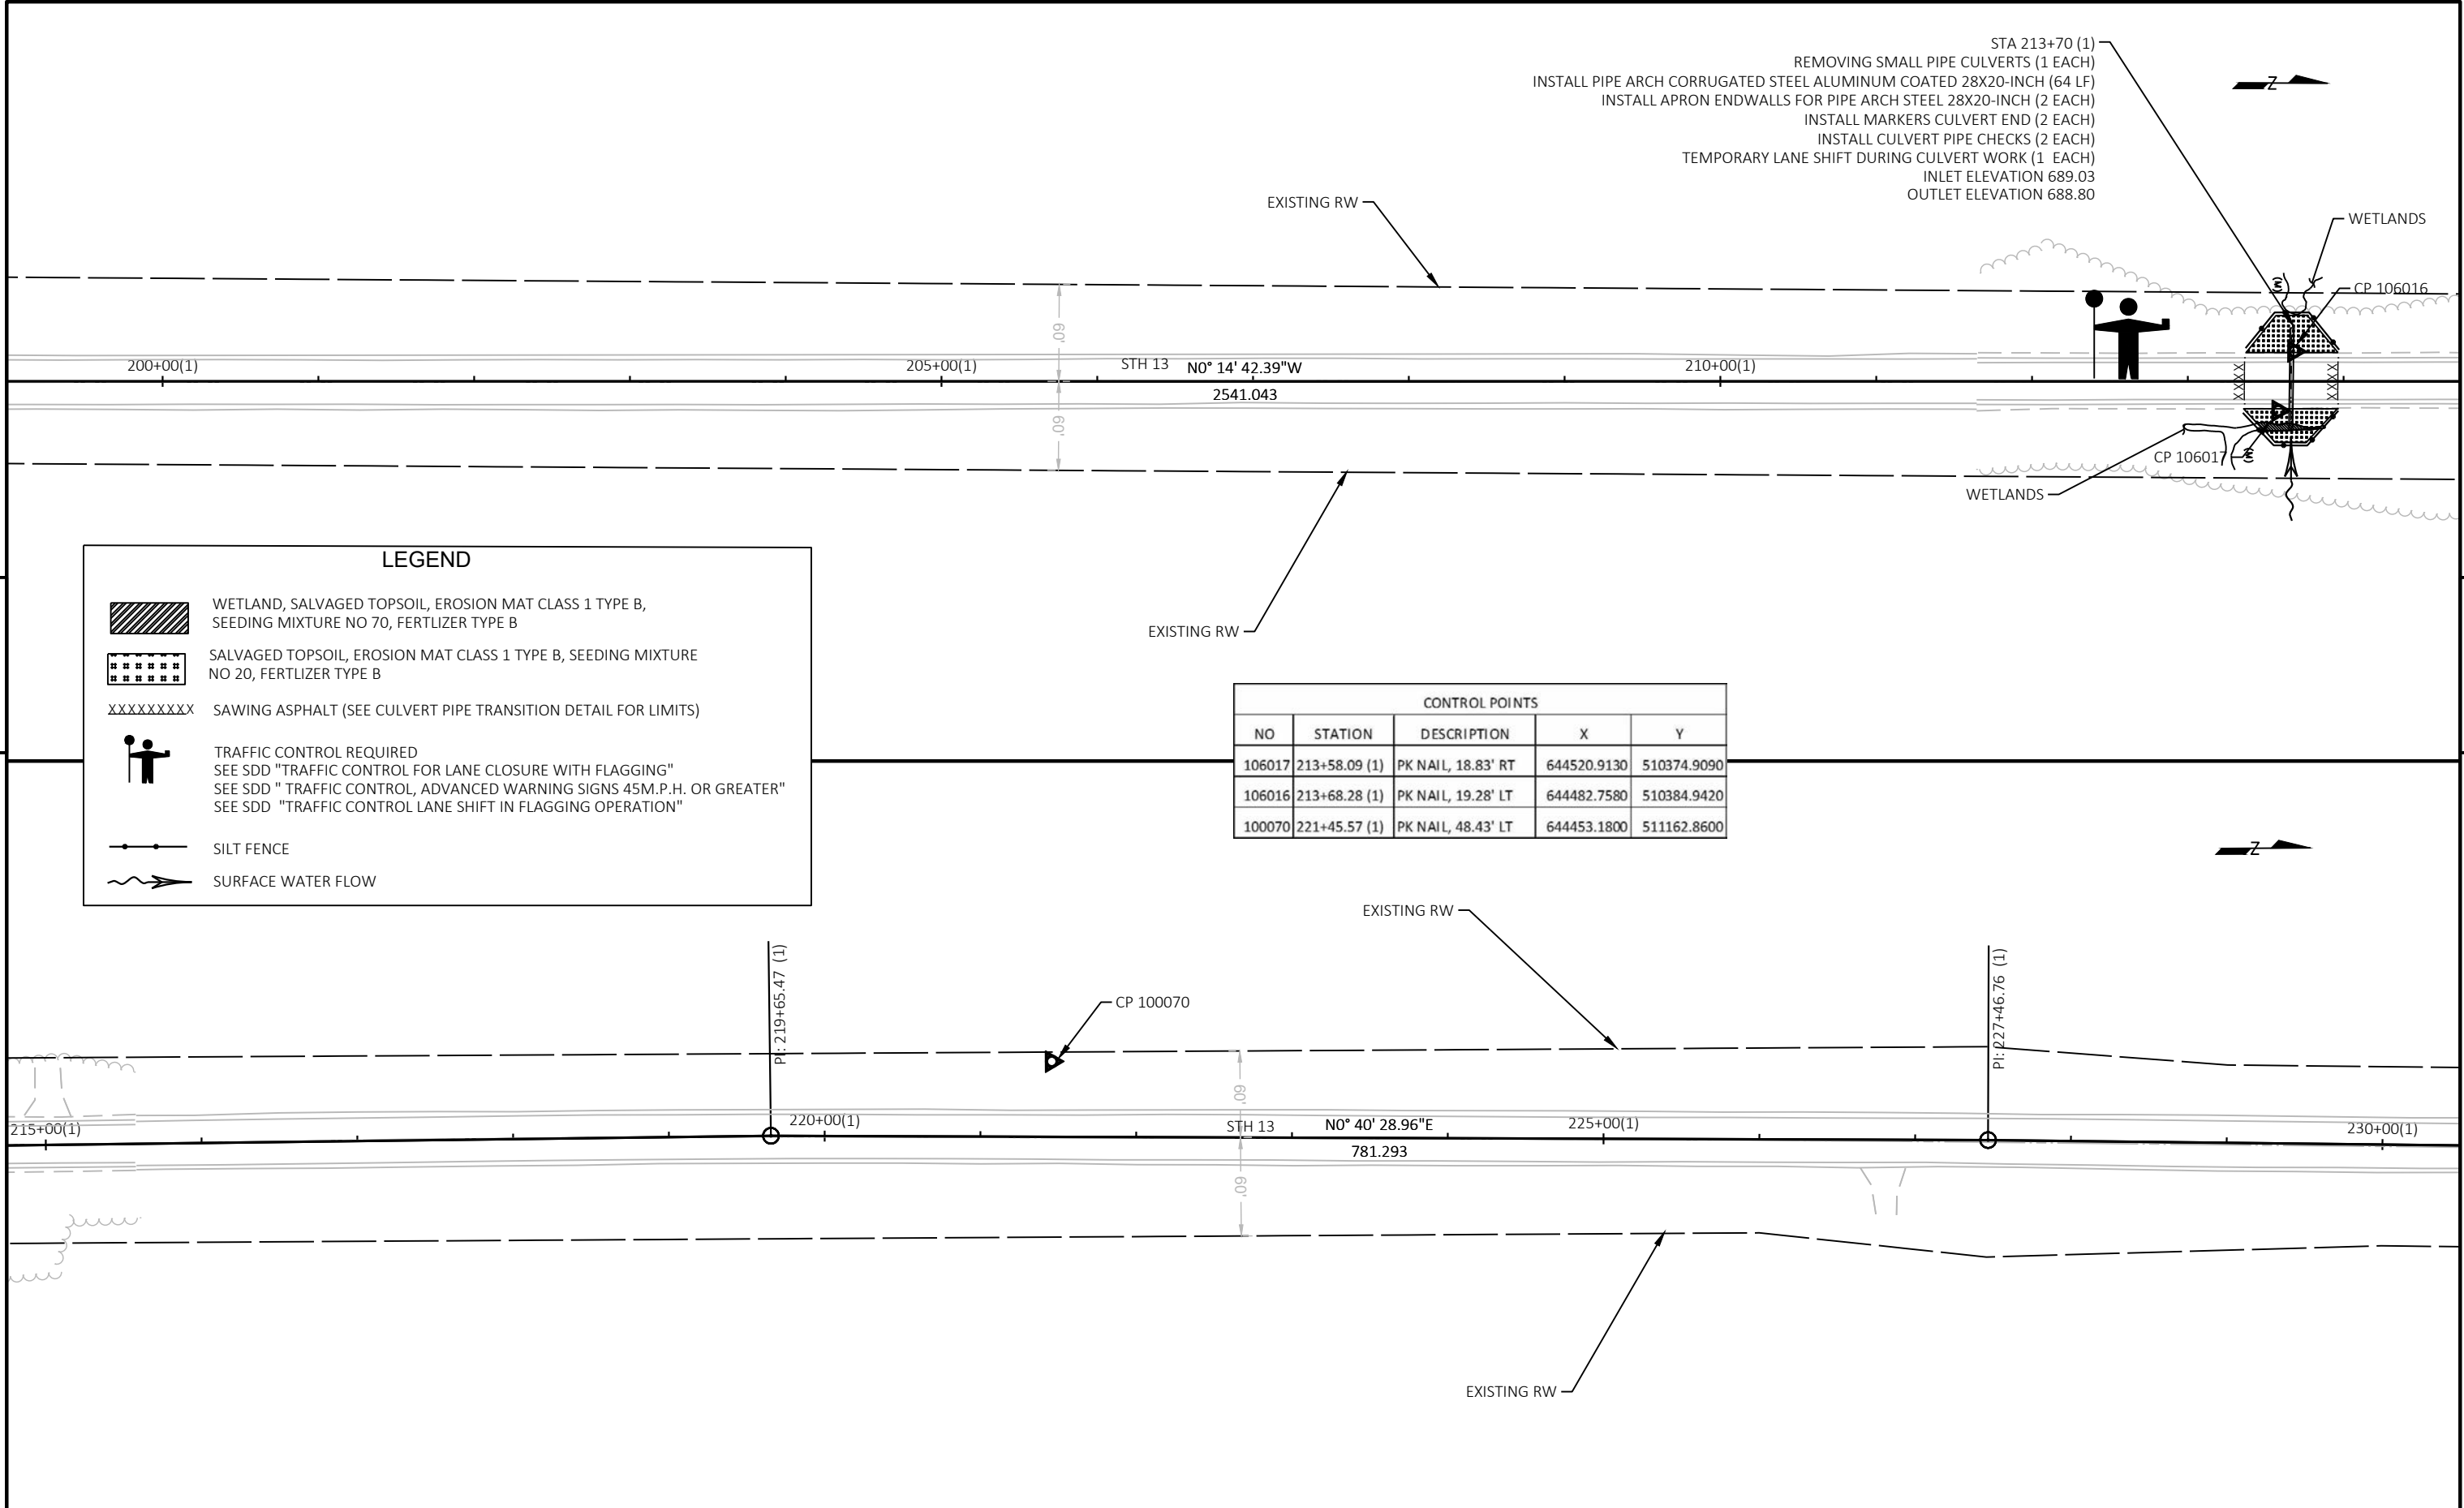 STA 213+70 (1)
REMOVING SMALL PIPE CULVERTS (1 EACH)
INSTALL PIPE ARCH CORRUGATED STEEL ALUMINUM COATED 28X20-INCH (64 LF)
INSTALL APRON ENDWALLS FOR PIPE ARCH STEEL 28X20-INCH (2 EACH)
INSTALL MARKERS CULVERT END (2 EACH)
INSTALL CULVERT PIPE CHECKS (2 EACH)
TEMPORARY LANE SHIFT DURING CULVERT WORK (1 EACH)
INLET ELEVATION 689.03
OUTLET ELEVATION 688.80
Z
EXISTING RW
WETLANDS
CP 106016
(W)
60'
200+00(1)
205+00(1)
STH 13
N0° 14' 42.39"W
210+00(1)
XXXX
XXXX
2541.043
60'
CP 106017
(W)
WETLANDS
EXISTING RW
LEGEND
WETLAND, SALVAGED TOPSOIL, EROSION MAT CLASS 1 TYPE B,
SEEDING MIXTURE NO 70, FERTLIZER TYPE B
SALVAGED TOPSOIL, EROSION MAT CLASS 1 TYPE B, SEEDING MIXTURE
NO 20, FERTLIZER TYPE B
XXXXXXXXX SAWING ASPHALT (SEE CULVERT PIPE TRANSITION DETAIL FOR LIMITS)
TRAFFIC CONTROL REQUIRED
SEE SDD "TRAFFIC CONTROL FOR LANE CLOSURE WITH FLAGGING"
SEE SDD " TRAFFIC CONTROL, ADVANCED WARNING SIGNS 45M.P.H. OR GREATER"
SEE SDD "TRAFFIC CONTROL LANE SHIFT IN FLAGGING OPERATION"
SILT FENCE
SURFACE WATER FLOW
CONTROL POINTS
NO STATION DESCRIPTION X Y
106017 213+58.09 (1) PK NAIL, 18.83' RT 644520.9130 510374.9090
106016 213+68.28 (1) PK NAIL, 19.28' LT 644482.7580 510384.9420
100070 221+45.57 (1) PK NAIL, 48.43' LT 644453.1800 511162.8600
Z
EXISTING RW
PI: 219+65.47 (1)
CP 100070
PI: 227+46.76 (1)
60'
215+00(1)
220+00(1)
STH 13
N0° 40' 28.96"E
225+00(1)
230+00(1)
781.293
60'
EXISTING RW